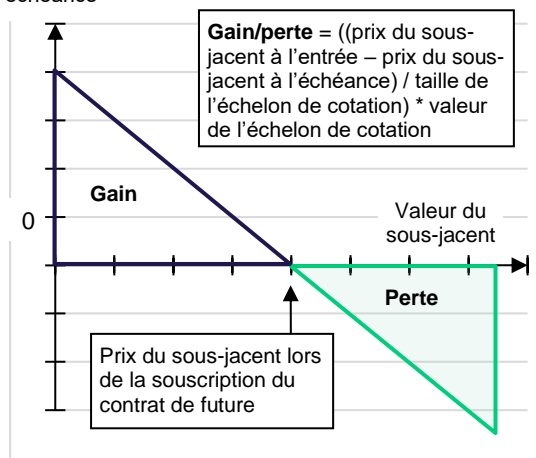 échéance
Gain/perte = ((prix du sous-
jacent à l'entrée – prix du sous-
jacent à l'échéance) / taille de
l'échelon de cotation) * valeur
de l'échelon de cotation
Gain
0
Valeur du
sous-jacent
Perte
Prix du sous-jacent lors
de la souscription du
contrat de future